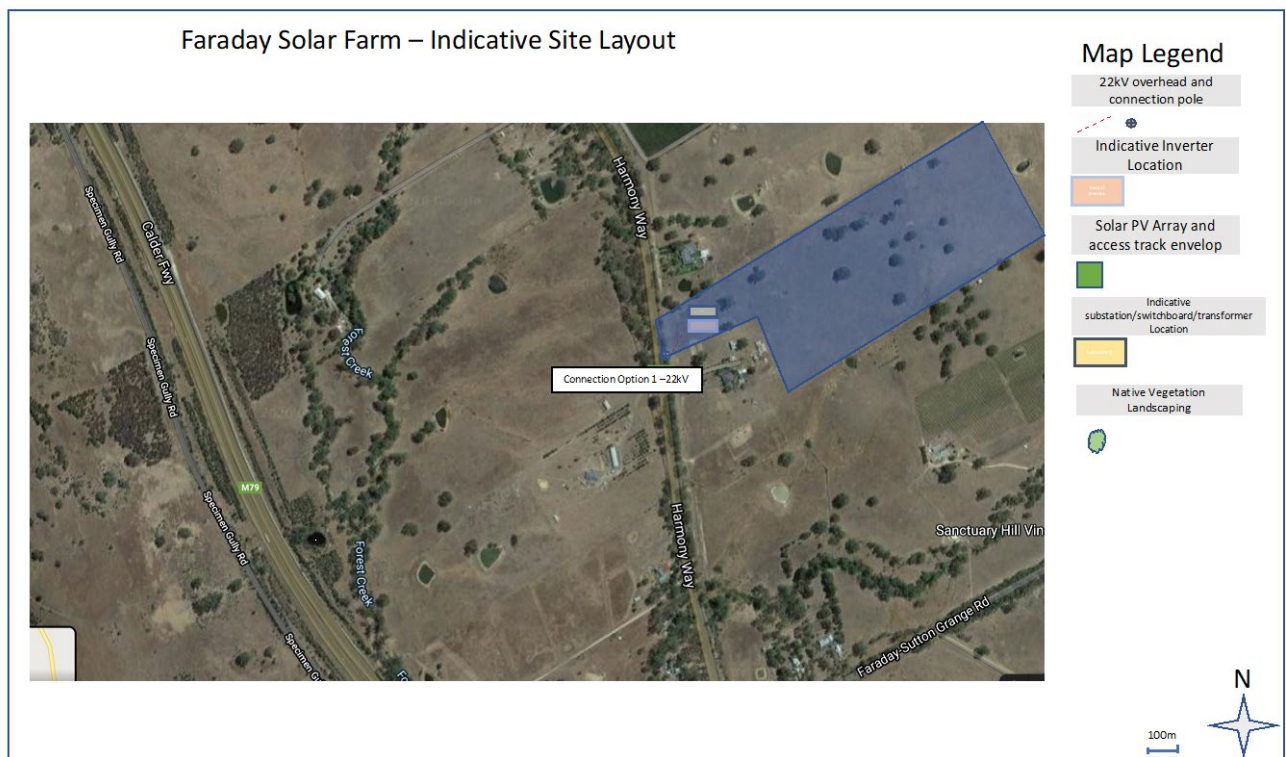 Faraday Solar Farm – Indicative Site Layout
Map Legend
22kV overhead and
connection pole
Indicative Inverter
Location
Solar PV Array and
access track envelop
Indicative
substation/switchboard/transformer
Location
Native Vegetation
Landscaping
Specimen Gully Rd
Calder Fwy
Harmony Way
Specimen Gully Rd
Forest Creek
Connection Option 1 –22kV
M79
Specimen Gully Rd
Forest Creek
Harmony Way
Sanctuary Hill Vin
Faraday-Sutton Grange Rd
Specimen Gu
Fo
N
100m